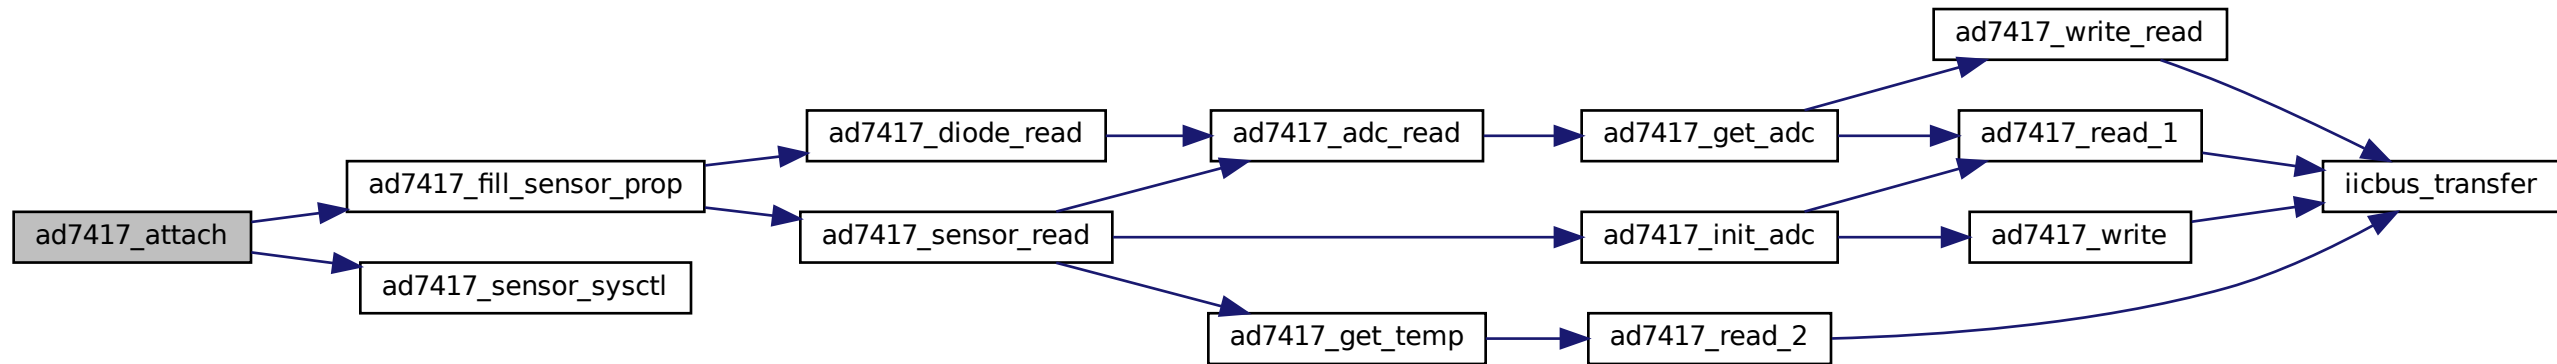 ad7417_attach
ad7417_fill_sensor_prop
ad7417_sensor_sysctl
ad7417_diode_read
ad7417_sensor_read
ad7417_adc_read
ad7417_get_temp
ad7417_get_adc
ad7417_init_adc
ad7417_read_2
ad7417_write_read
ad7417_read_1
ad7417_write
iicbus_transfer